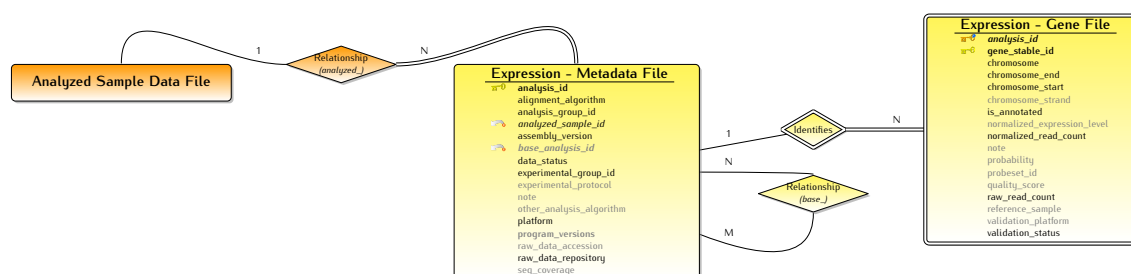 Analyzed Sample Data File
1
Relationship
(analyzed_)
N
Expression - Metadata File
analysis_id
alignment_algorithm
analysis_group_id
analyzed_sample_id
assembly_version
base_analysis_id
data_status
experimental_group_id
experimental_protocol
note
other_analysis_algorithm
platform
program_versions
raw_data_accession
raw_data_repository
seq_coverage
1
Identifies
N
N
Relationship
(base_)
M
Expression - Gene File
analysis_id
gene_stable_id
chromosome
chromosome_end
chromosome_start
chromosome_strand
is_annotated
normalized_expression_level
normalized_read_count
note
probability
probeset_id
quality_score
raw_read_count
reference_sample
validation_platform
validation_status